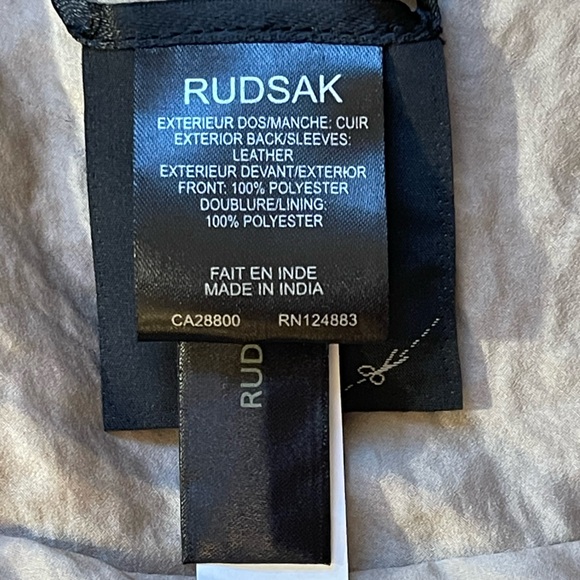 RUDSAK
EXTERIEUR DOS/MANCHE: CUIR
EXTERIOR BACK/SLEEVES:
LEATHER
EXTERIEUR DEVANT/EXTERIOR
FRONT: 100% POLYESTER
DOUBLURE/LINING:
100% POLYESTER
FAIT EN INDE
MADE IN INDIA
CA28800 RN124883
RUD